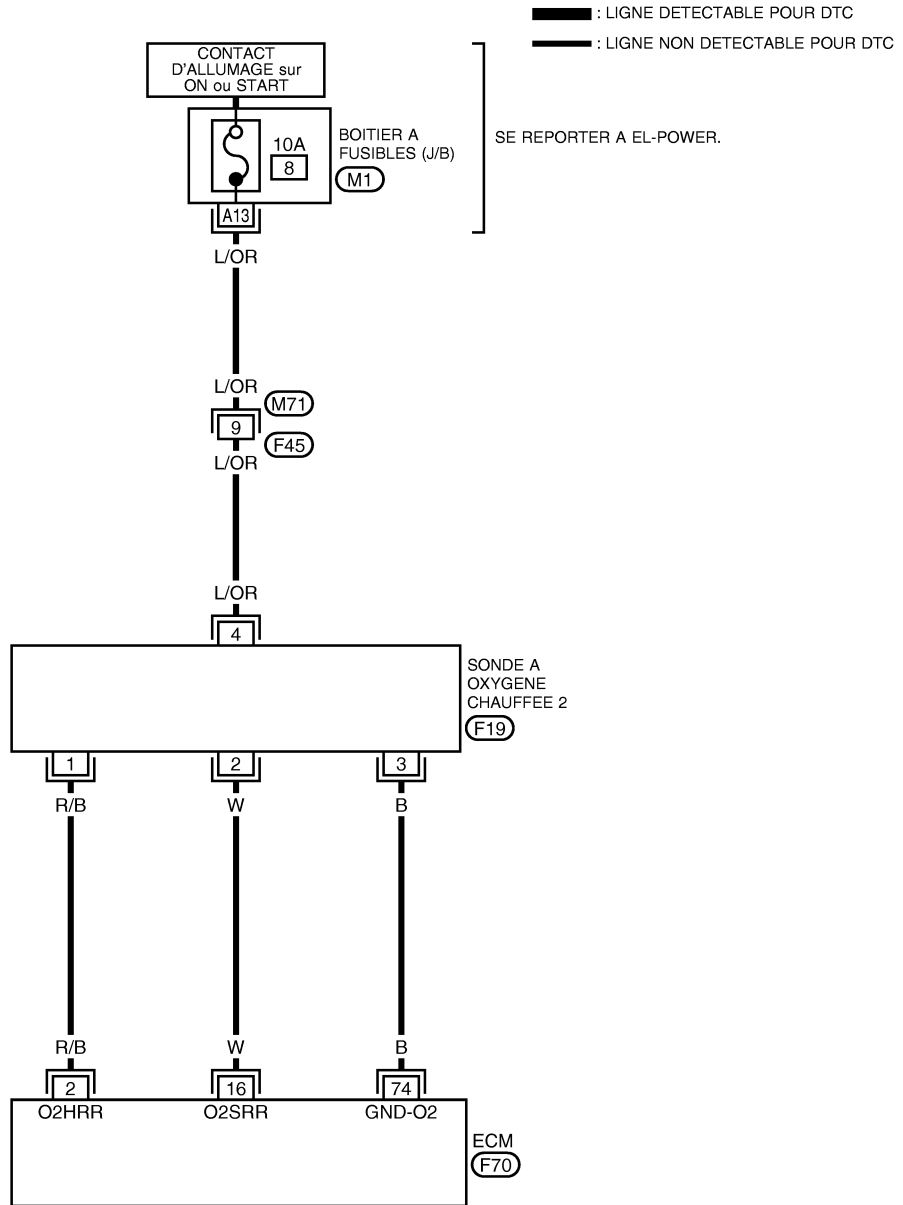 : LIGNE DETECTABLE POUR DTC
: LIGNE NON DETECTABLE POUR DTC
CONTACT
D'ALLUMAGE sur
ON ou START
10A
8
BOITIER A
FUSIBLES (J/B)
M1
SE REPORTER A EL-POWER.
A13
L/OR
L/OR
M71
9
F45
L/OR
L/OR
4
SONDE A
OXYGENE
CHAUFFEE 2
F19
1 2 3
R/B W B
R/B W B
2 16 74
O2HRR O2SRR GND-O2
ECM
F70